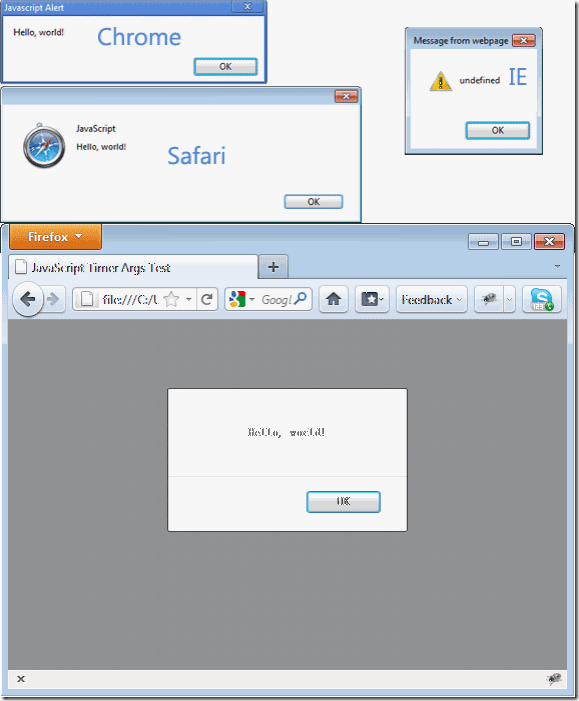 Javascript Alert
Hello, world!
Chrome
OK
Message from webpage
undefined
IE
OK
JavaScript
Hello, world!
Safari
OK
Firefox
JavaScript Timer Args Test
file:///C:/U
Googl
Feedback
Hello, world!
OK